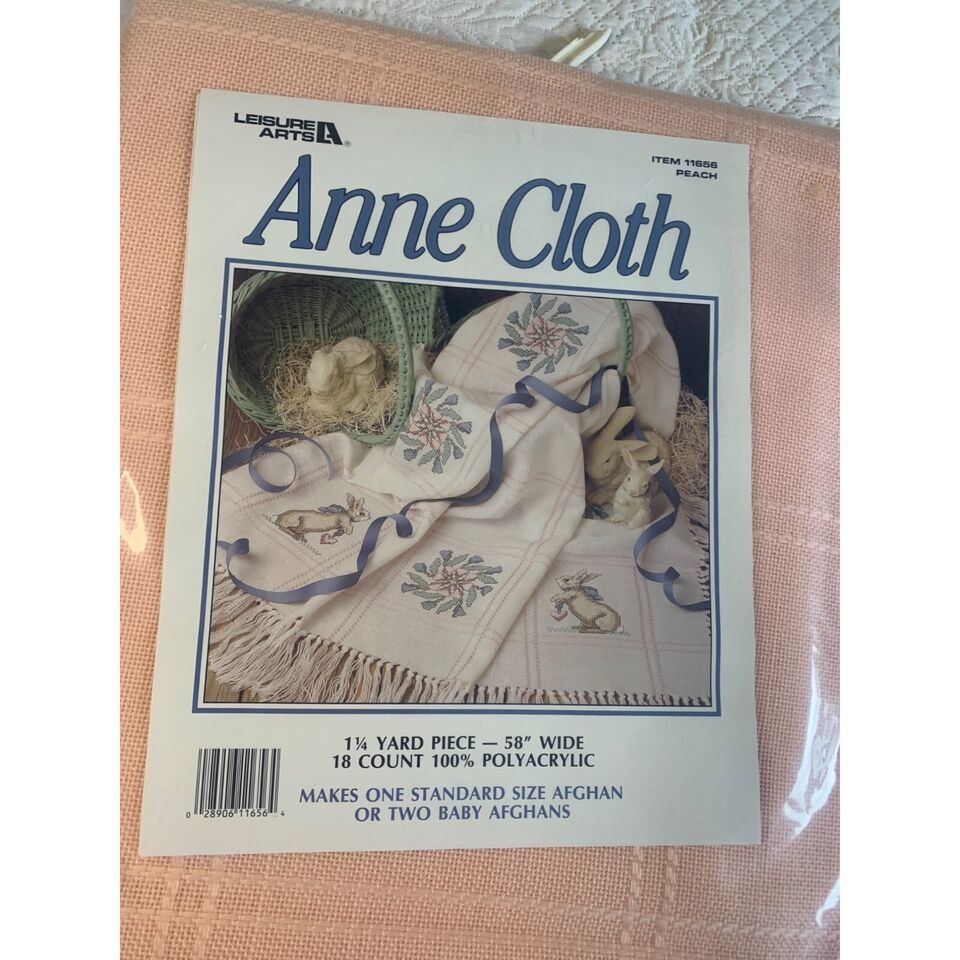 LEISURE
ARTS LA ®
ITEM 11656
PEACH
Anne Cloth
1¼ YARD PIECE — 58" WIDE
18 COUNT 100% POLYACRYLIC
MAKES ONE STANDARD SIZE AFGHAN
OR TWO BABY AFGHANS
0 28906 11656 4